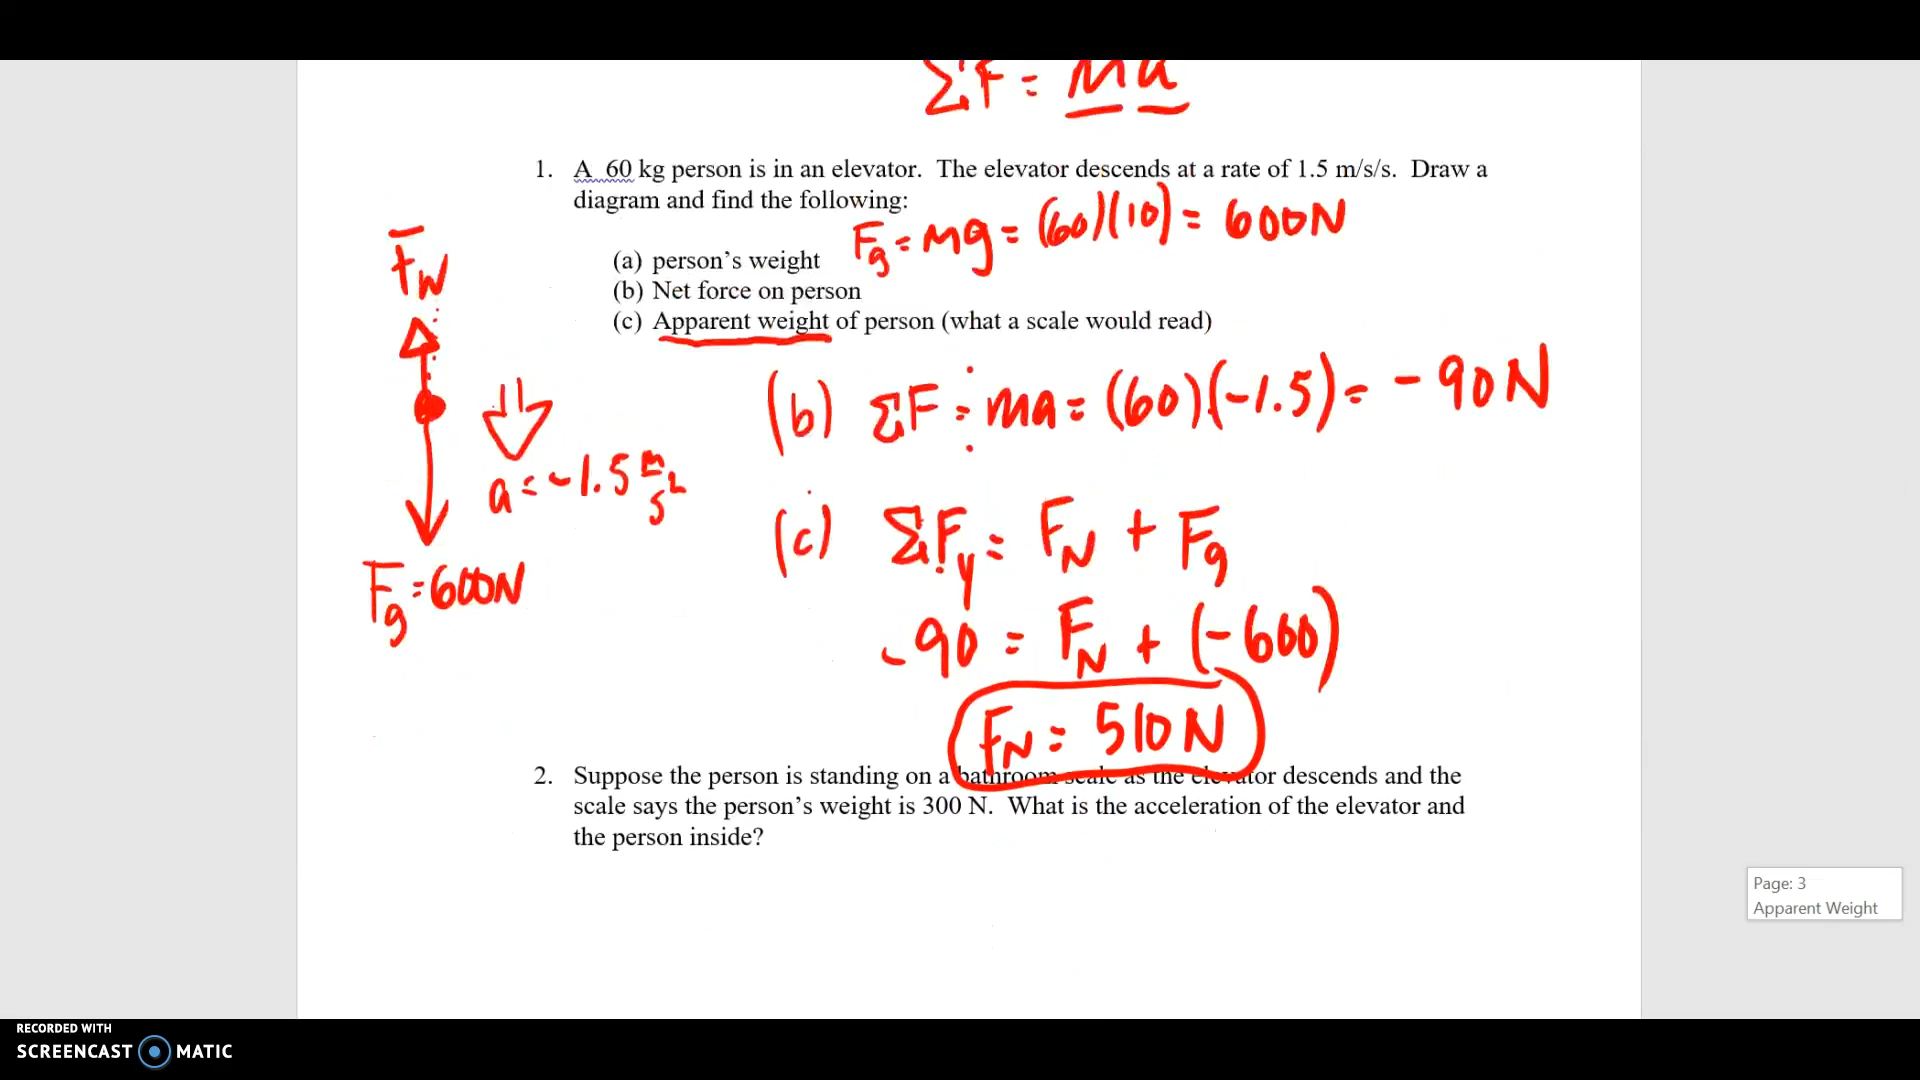 ΣF = ma
1. A 60 kg person is in an elevator. The elevator descends at a rate of 1.5 m/s/s. Draw a
diagram and find the following:
Fg = mg = (60)(10) = 600N
(a) person's weight
(b) Net force on person
(c) Apparent weight of person (what a scale would read)
FN
a = -1.5 m/s²
Fg = 600N
(b) ΣF = ma = (60)(-1.5) = -90N
(c) ΣFy = FN + Fg
-90 = FN + (-600)
FN = 510N
2. Suppose the person is standing on a bathroom scale as the elevator descends and the
scale says the person's weight is 300 N. What is the acceleration of the elevator and
the person inside?
Page: 3
Apparent Weight
RECORDED WITH
SCREENCAST MATIC